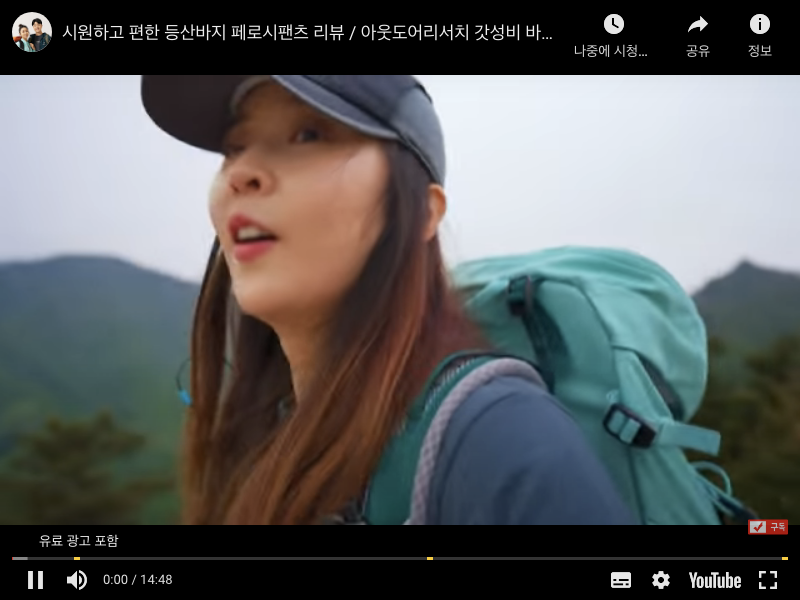 시원하고 편한 등산바지 페로시팬츠 리뷰 / 아웃도어리서치 갓성비 바...
나중에 시청...
공유
정보
구독
유료 광고 포함
0:00 / 14:48
YouTube